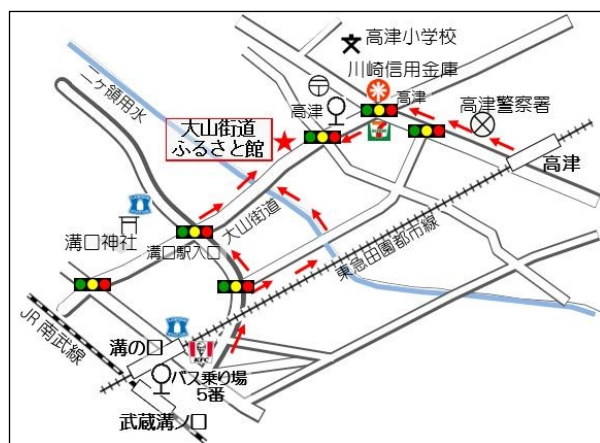 高津小学校
川崎信用金庫
高津
高津
高津警察署
高津
大山街道
ふるさと館
二ヶ領用水
大山街道
東急田園都市線
溝口神社
溝口駅入口
JR南武線
溝の口
KFC
バス乗り場
5番
武蔵溝ノ口